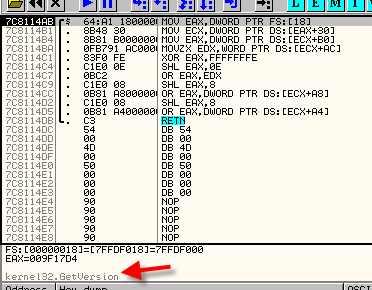 L E M T
7C8114AB $ 64:A1 180000 MOV EAX,DWORD PTR FS:[18]
7C8114B1 . 8B48 30 MOV ECX,DWORD PTR DS:[EAX+30]
7C8114B4 . 8B81 B0000000 MOV EAX,DWORD PTR DS:[ECX+B0]
7C8114BA . 0FB791 AC000 MOVZX EDX,WORD PTR DS:[ECX+AC]
7C8114C1 . 83F0 FE XOR EAX,FFFFFFFE
7C8114C4 . C1E0 0E SHL EAX,0E
7C8114C7 . 0BC2 OR EAX,EDX
7C8114C9 . C1E0 08 SHL EAX,8
7C8114CC . 0B81 A8000000 OR EAX,DWORD PTR DS:[ECX+A8]
7C8114D2 . C1E0 08 SHL EAX,8
7C8114D5 . 0B81 A4000000 OR EAX,DWORD PTR DS:[ECX+A4]
7C8114DB . C3 RETN
7C8114DC 54 DB 54
7C8114DD 00 DB 00
7C8114DE 4D DB 4D
7C8114DF 00 DB 00
7C8114E0 50 DB 50
7C8114E1 00 DB 00
7C8114E2 00 DB 00
7C8114E3 00 DB 00
7C8114E4 90 NOP
7C8114E5 90 NOP
7C8114E6 90 NOP
7C8114E7 90 NOP
7C8114E8 90 NOP
FS:[00000018]=[7FFDF018]=7FFDF000
EAX=009F17D4
kernel32.GetVersion
Address Hex dump ASCI